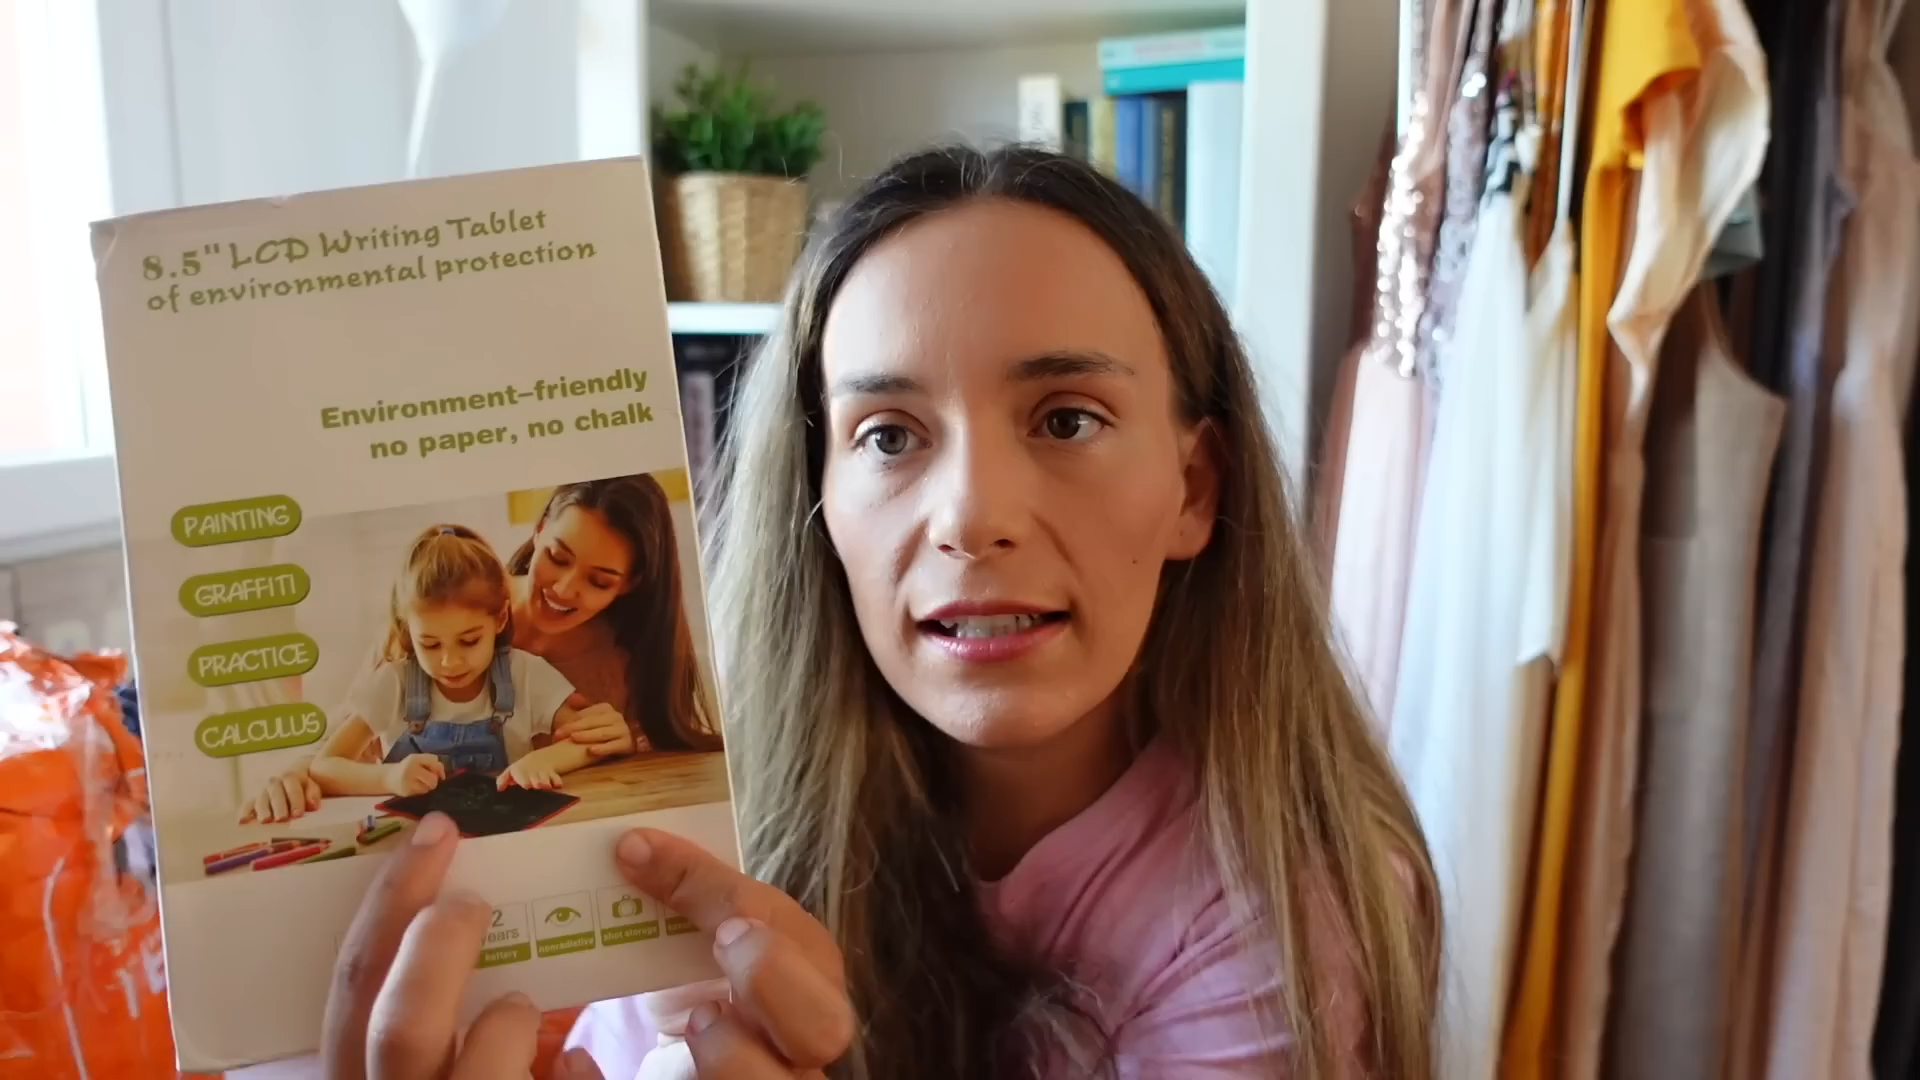 8.5" LCD Writing Tablet
of environmental protection
Environment-friendly
no paper, no chalk
PAINTING
GRAFFITI
PRACTICE
CALCULUS
2
years
battery
nonradiative
shot storage